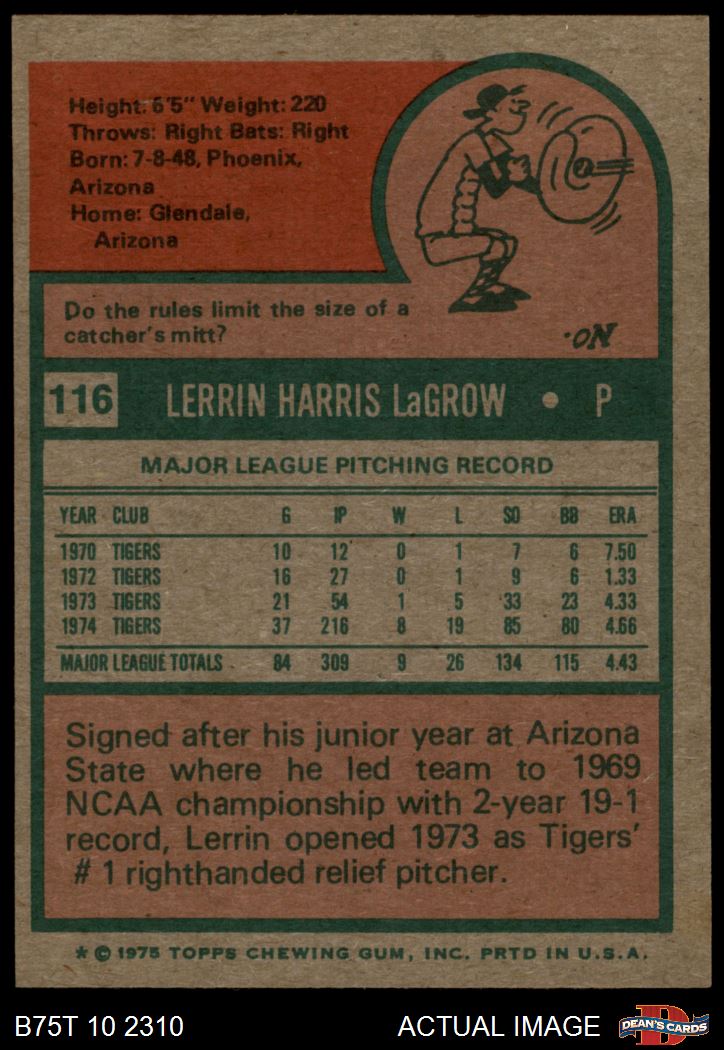 Height: 6'5" Weight: 220
Throws: Right Bats: Right
Born: 7-8-48, Phoenix,
Arizona
Home: Glendale,
Arizona
Do the rules limit the size of a
catcher's mitt?
No.
116 LERRIN HARRIS LaGROW • P
MAJOR LEAGUE PITCHING RECORD
YEAR CLUB G IP W L SO BB ERA
1970 TIGERS 10 12 0 1 7 6 7.50
1972 TIGERS 16 27 0 1 9 6 1.33
1973 TIGERS 21 54 1 5 33 23 4.33
1974 TIGERS 37 216 8 19 85 80 4.66
MAJOR LEAGUE TOTALS 84 309 9 26 134 115 4.43
Signed after his junior year at Arizona
State where he led team to 1969
NCAA championship with 2-year 19-1
record, Lerrin opened 1973 as Tigers'
# 1 righthanded relief pitcher.
* © 1975 TOPPS CHEWING GUM, INC. PRTD IN U.S.A.
B75T 10 2310 ACTUAL IMAGE D DEAN'S CARDS